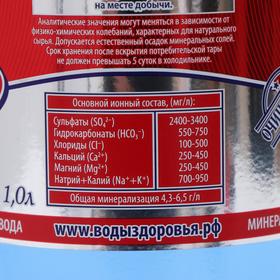 на месте добычи.
Аналитические значения могут меняться в зависимости от
физико-химических колебаний, характерных для натурального
сырья. Допускается естественный осадок минеральных солей.
Срок хранения после вскрытия потребительской тары
не должен превышать 5 суток в холодильнике.
Основной ионный состав, (мг/л):
Сульфаты (SO₄²⁻) 2400-3400
Гидрокарбонаты (HCO₃⁻) 550-750
Хлориды (Cl⁻) 100-500
Кальций (Ca²⁺) 250-450
Магний (Mg²⁺) 250-450
Натрий+Калий (Na⁺+K⁺) 700-950
Общая минерализация 4,3-6,5 г/л
1,0л
ВОДА
МИНЕРА
www.водыздоровья.рф